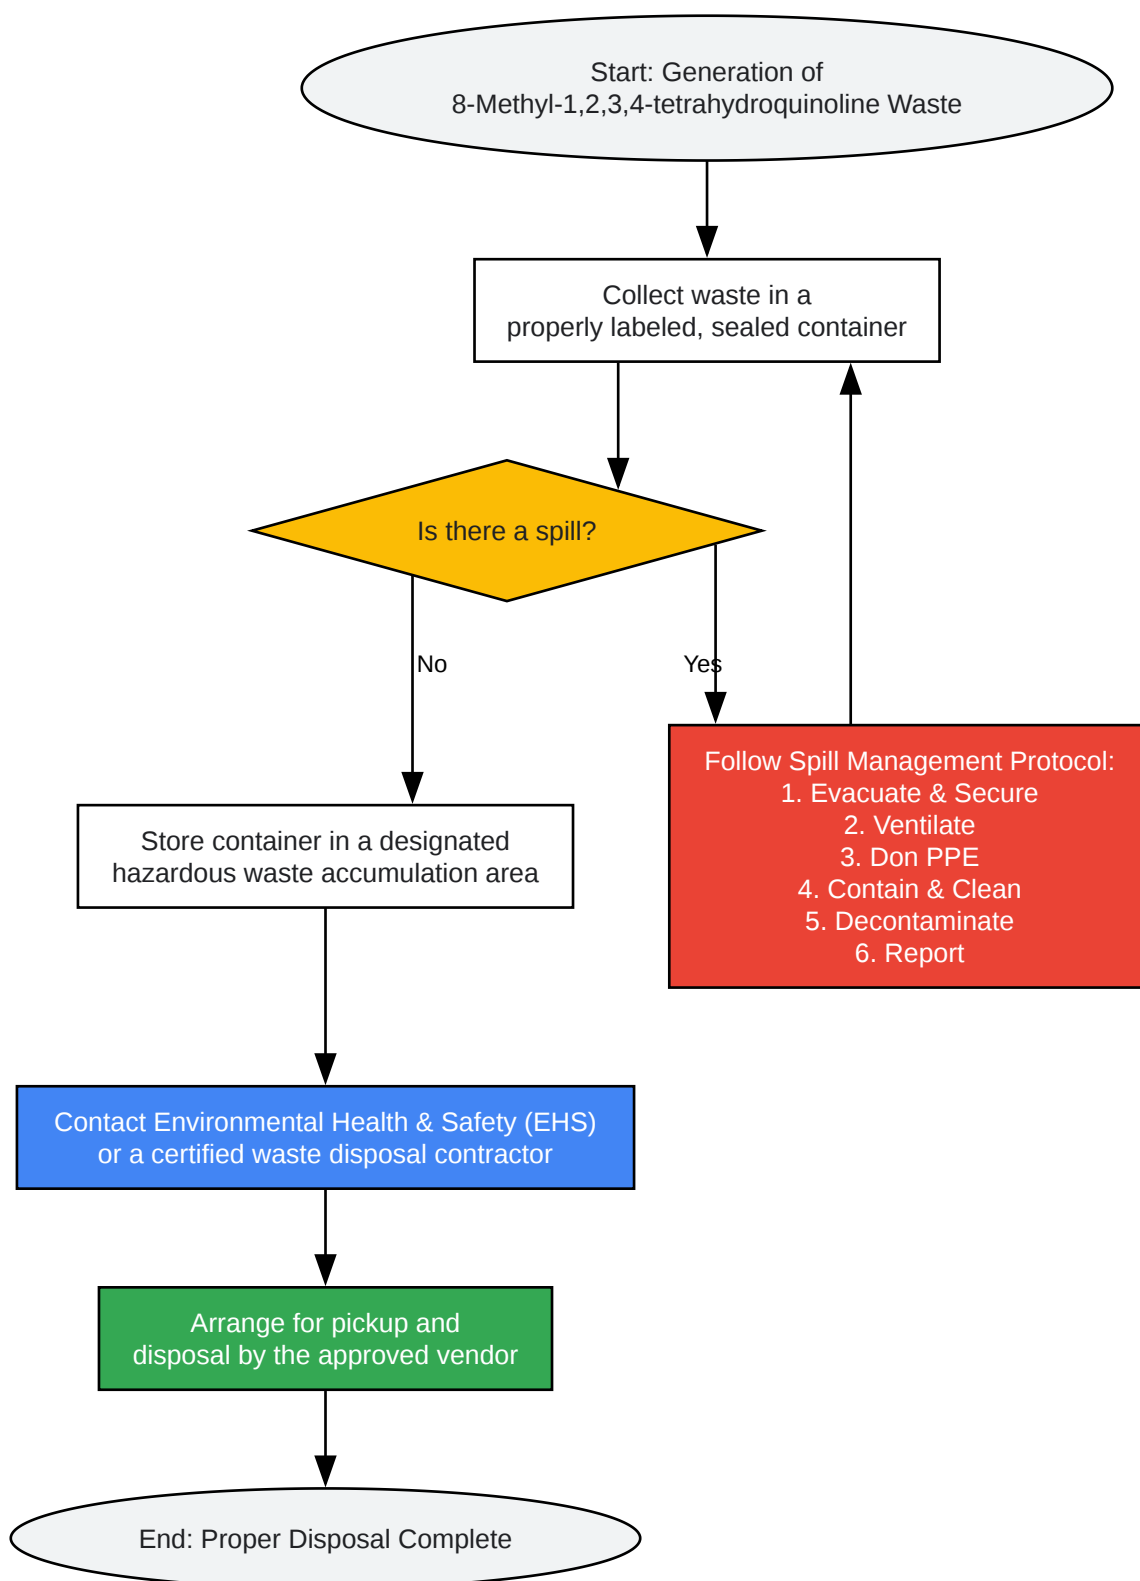 Start: Generation of
8-Methyl-1,2,3,4-tetrahydroquinoline Waste
Collect waste in a
properly labeled, sealed container
Is there a spill?
No
Yes
Follow Spill Management Protocol:
1. Evacuate & Secure
2. Ventilate
3. Don PPE
4. Contain & Clean
5. Decontaminate
6. Report
Store container in a designated
hazardous waste accumulation area
Contact Environmental Health & Safety (EHS)
or a certified waste disposal contractor
Arrange for pickup and
disposal by the approved vendor
End: Proper Disposal Complete